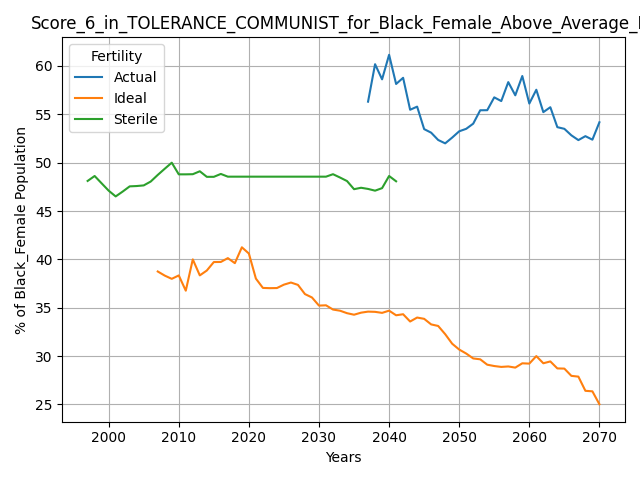 Score_6_in_TOLERANCE_COMMUNIST_for_Black_Female_Above_Average_
Fertility
Actual
Ideal
Sterile
% of Black_Female Population
60
55
50
45
40
35
30
25
2000
2010
2020
2030
2040
2050
2060
2070
Years